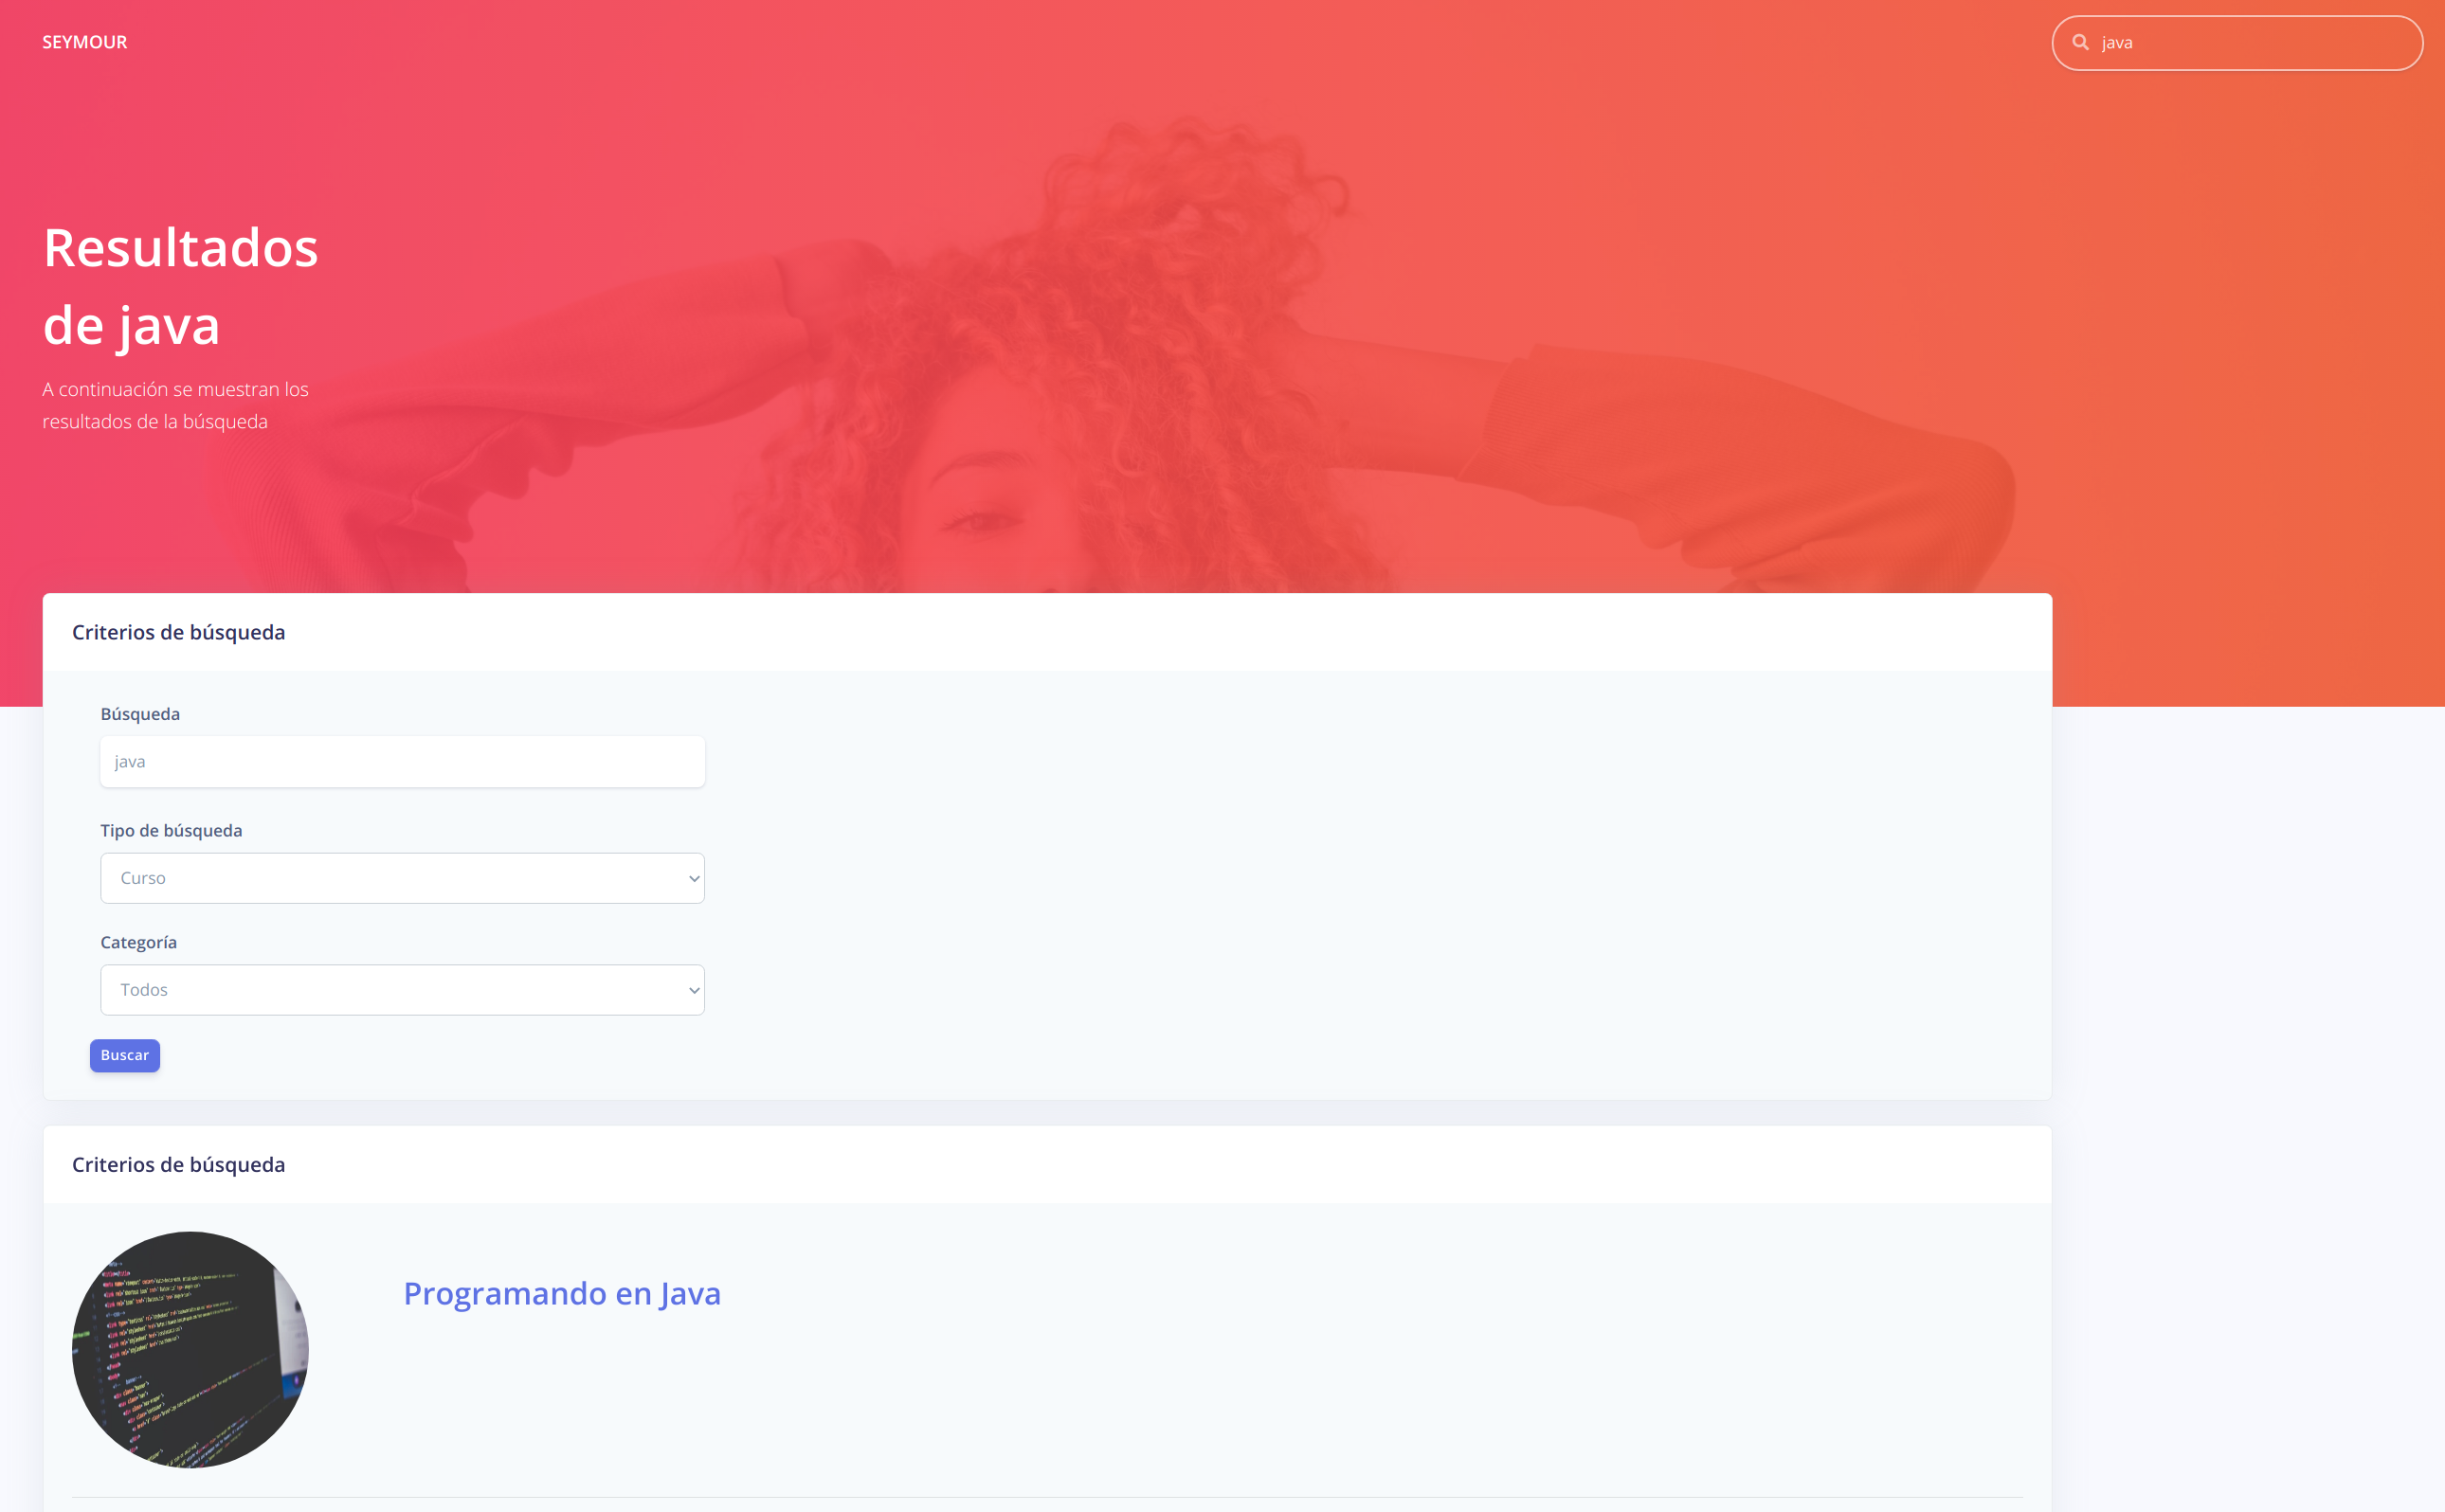 SEYMOUR
java
Resultados
de java
A continuación se muestran los
resultados de la búsqueda
Criterios de búsqueda
Búsqueda
java
Tipo de búsqueda
Curso
Categoría
Todos
Buscar
Criterios de búsqueda
Programando en Java